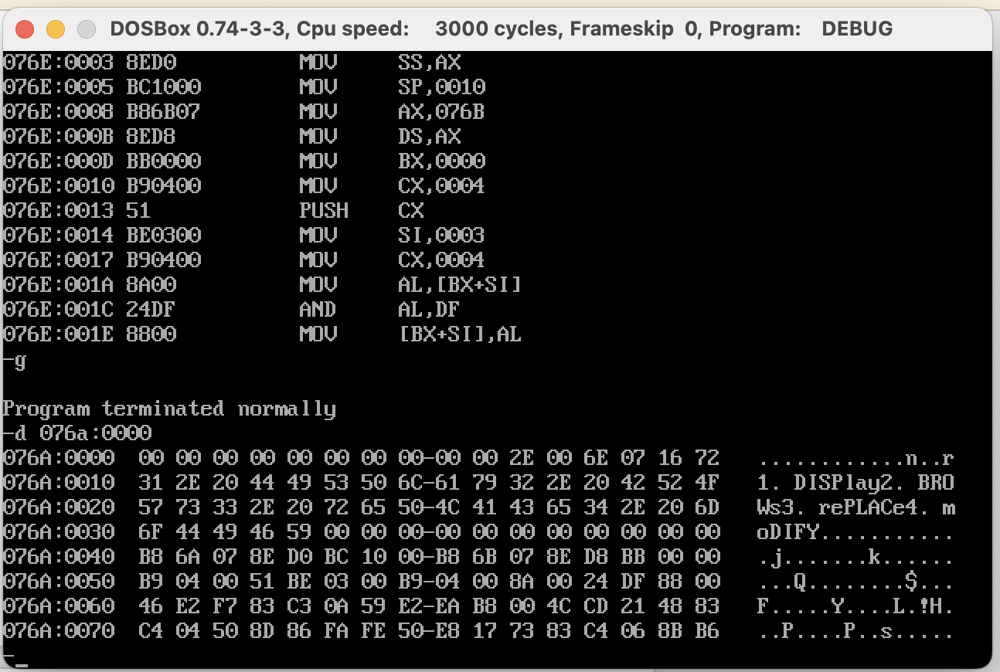 DOSBox 0.74-3-3, Cpu speed: 3000 cycles, Frameskip 0, Program: DEBUG
076E:0003 8ED0 MOV SS,AX
076E:0005 BC1000 MOV SP,0010
076E:0008 B86B07 MOV AX,076B
076E:000B 8ED8 MOV DS,AX
076E:000D BB0000 MOV BX,0000
076E:0010 B90400 MOV CX,0004
076E:0013 51 PUSH CX
076E:0014 BE0300 MOV SI,0003
076E:0017 B90400 MOV CX,0004
076E:001A 8A00 MOV AL,[BX+SI]
076E:001C 24DF AND AL,DF
076E:001E 8800 MOV [BX+SI],AL
-g
Program terminated normally
-d 076a:0000
076A:0000 00 00 00 00 00 00 00 00-00 00 2E 00 6E 07 16 72 ............n..r
076A:0010 31 2E 20 44 49 53 50 6C-61 79 32 2E 20 42 52 4F 1. DISPlay2. BRO
076A:0020 57 73 33 2E 20 72 65 50-4C 41 43 65 34 2E 20 6D Ws3. rePLACe4. m
076A:0030 6F 44 49 46 59 00 00 00-00 00 00 00 00 00 00 00 oDIFY...........
076A:0040 B8 6A 07 8E D0 BC 10 00-B8 6B 07 8E D8 BB 00 00 .j.......k......
076A:0050 B9 04 00 51 BE 03 00 B9-04 00 8A 00 24 DF 88 00 ...Q........$...
076A:0060 46 E2 F7 83 C3 0A 59 E2-EA B8 00 4C CD 21 48 83 F.....Y....L.!H.
076A:0070 C4 04 50 8D 86 FA FE 50-E8 17 73 83 C4 06 8B B6 ..P....P..s.....
-_